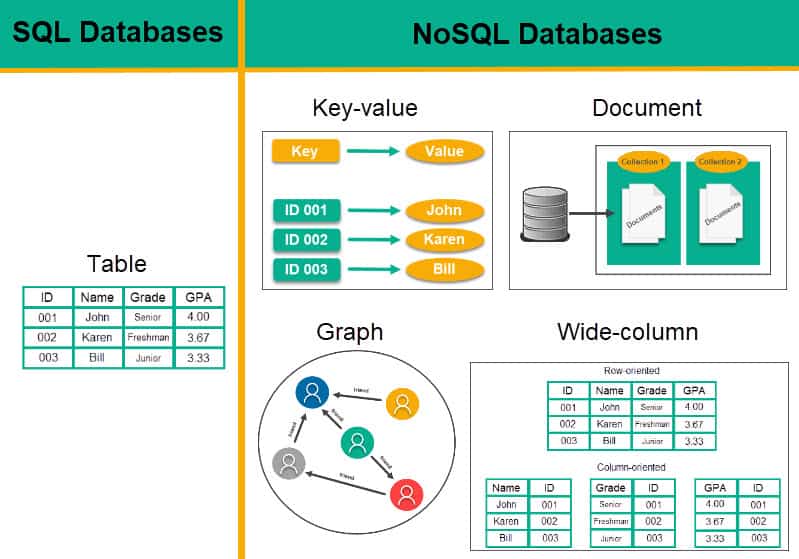 SQL Databases
NoSQL Databases
Table
ID Name Grade GPA
001 John Senior 4.00
002 Karen Freshman 3.67
003 Bill Junior 3.33
Key-value
Key Value
ID 001 John
ID 002 Karen
ID 003 Bill
Document
Collection 1 Collection 2
Documents Documents
Graph
friend
friend
friend
friend
friend
Wide-column
Row-oriented
ID Name Grade GPA
001 John Senior 4.00
002 Karen Freshman 3.67
003 Bill Junior 3.33
Column-oriented
Name ID Grade ID GPA ID
John 001 Senior 001 4.00 001
Karen 002 Freshman 002 3.67 002
Bill 003 Junior 003 3.33 003